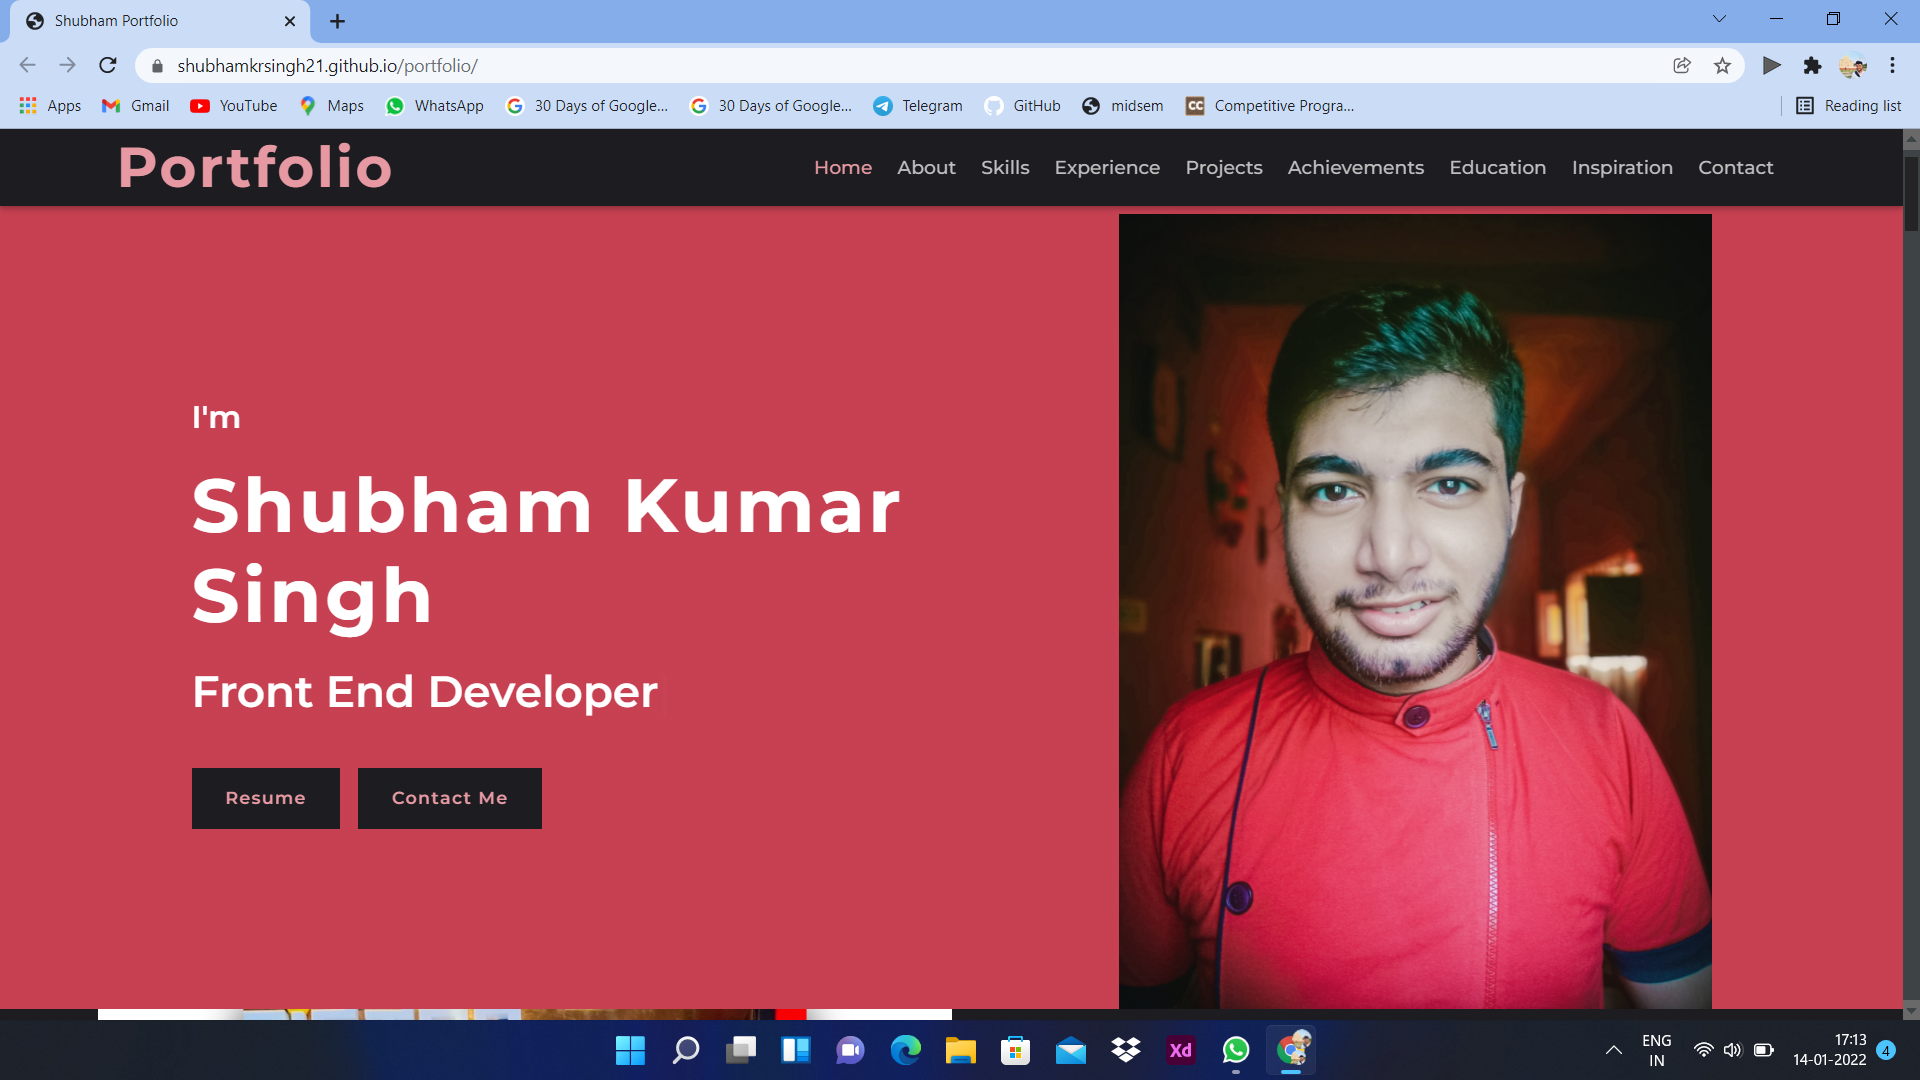 Shubham Portfolio
shubhamkrsingh21.github.io/portfolio/
Apps Gmail YouTube Maps WhatsApp 30 Days of Google... 30 Days of Google... Telegram GitHub midsem CC Competitive Progra... Reading list
Portfolio Home About Skills Experience Projects Achievements Education Inspiration Contact
I'm
Shubham Kumar
Singh
Front End Developer
Resume Contact Me
Xd
ENG
IN
17:13
14-01-2022
4